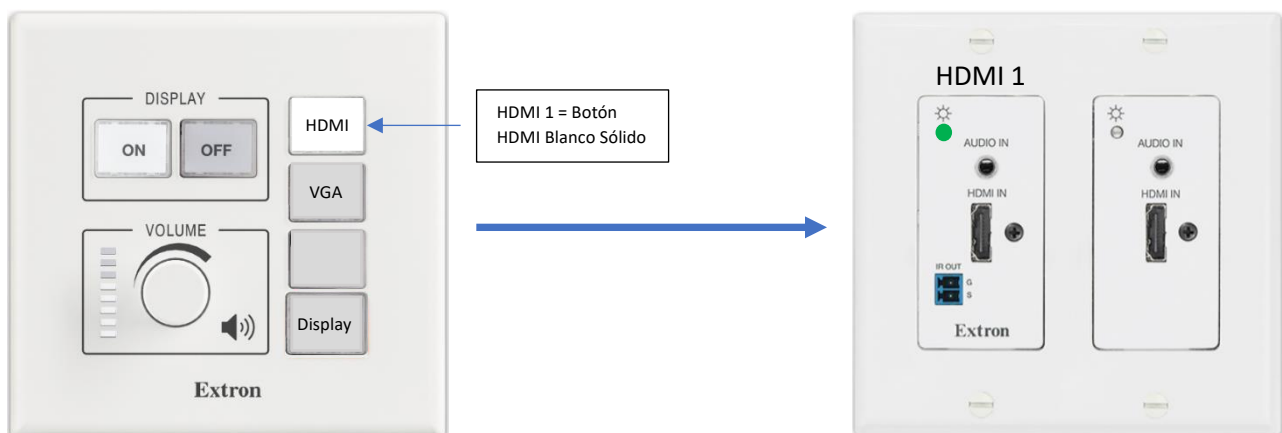 DISPLAY
ON
OFF
VOLUME
HDMI
VGA
Display
Extron
HDMI 1 = Botón
HDMI Blanco Sólido
HDMI 1
AUDIO IN
HDMI IN
IR OUT
G
S
Extron
AUDIO IN
HDMI IN